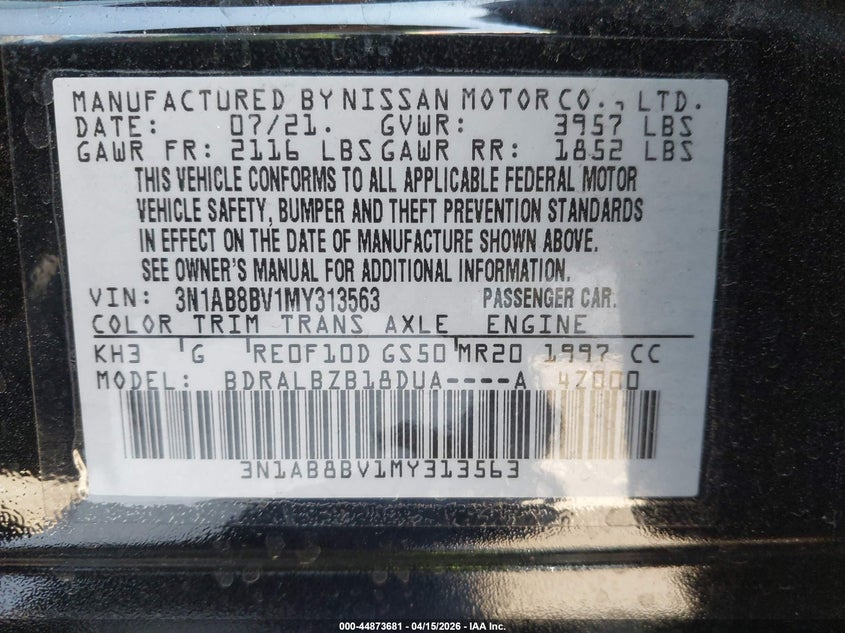 MANUFACTURED BY NISSAN MOTOR CO., LTD.
DATE: 07/21. GVWR: 3957 LBS
GAWR FR: 2116 LBS GAWR RR: 1852 LBS
THIS VEHICLE CONFORMS TO ALL APPLICABLE FEDERAL MOTOR
VEHICLE SAFETY, BUMPER AND THEFT PREVENTION STANDARDS
IN EFFECT ON THE DATE OF MANUFACTURE SHOWN ABOVE.
SEE OWNER'S MANUAL FOR ADDITIONAL INFORMATION.
VIN: 3N1AB8BV1MY313563 PASSENGER CAR.
COLOR TRIM TRANS AXLE ENGINE
KH3 G RE0F10D GS50 MR20 1997 CC
MODEL: BDRALBZB18DUA----A 4Z000
3N1AB8BV1MY313563
000-44873681 - 04/15/2026 - IAA Inc.